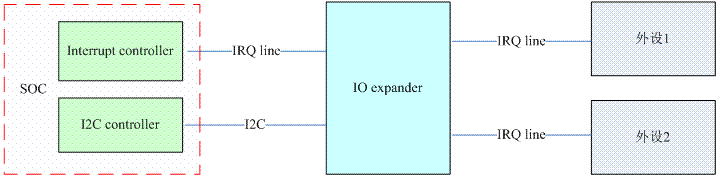 Interrupt controller
IRQ line
IRQ line
外设1
SOC
IO expander
I2C controller
I2C
IRQ line
外设2